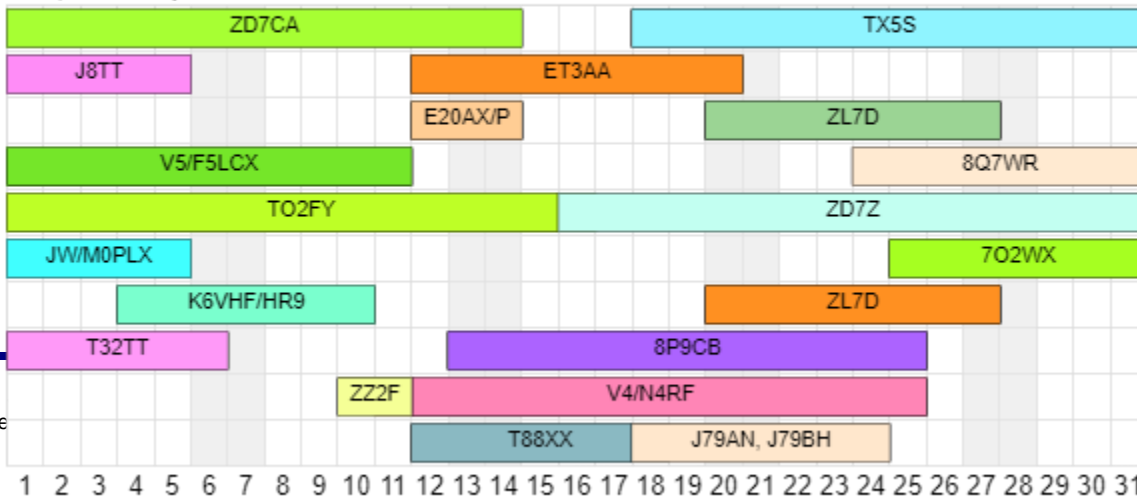 ZD7CA TX5S
J8TT ET3AA
E20AX/P ZL7D
V5/F5LCX 8Q7WR
TO2FY ZD7Z
JW/M0PLX 7O2WX
K6VHF/HR9 ZL7D
T32TT 8P9CB
ZZ2F V4/N4RF
T88XX J79AN, J79BH
1 2 3 4 5 6 7 8 9 10 11 12 13 14 15 16 17 18 19 20 21 22 23 24 25 26 27 28 29 30 31